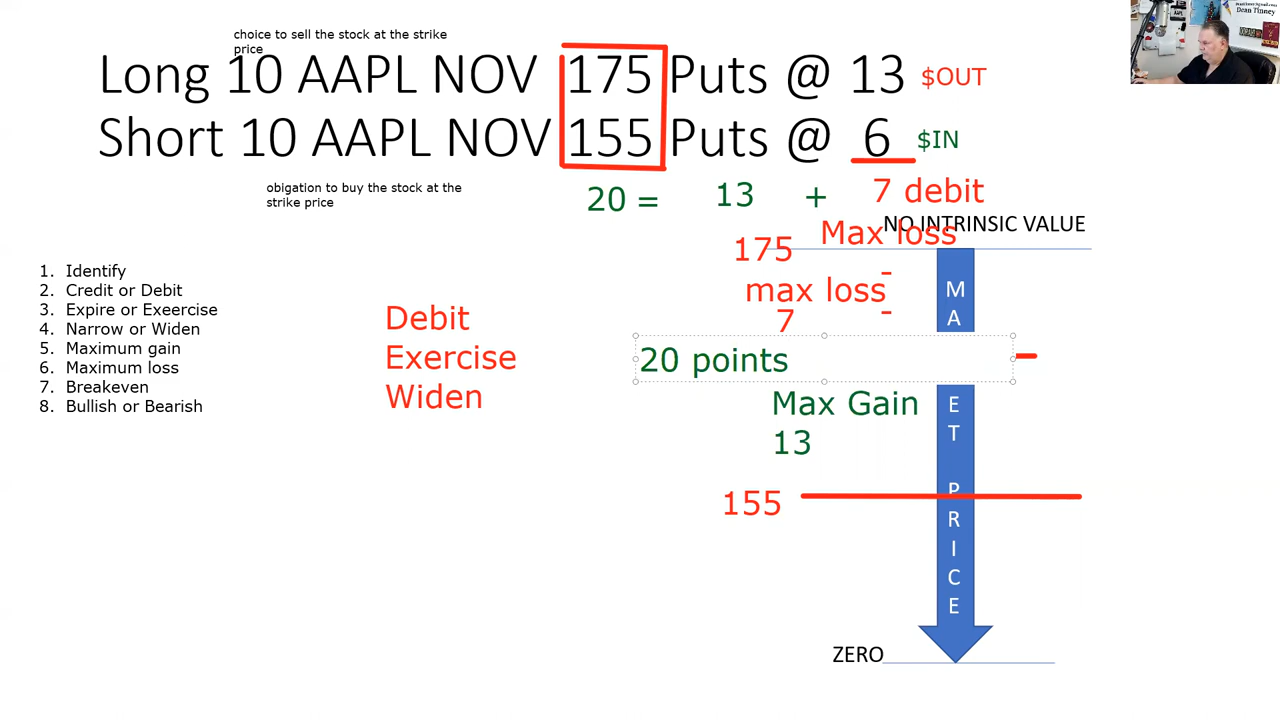 choice to sell the stock at the strike
price
Long 10 AAPL NOV 175 Puts @ 13 $OUT
Short 10 AAPL NOV 155 Puts @ 6 $IN
obigation to buy the stock at the
strike price
20 = 13 + 7 debit
NO INTRINSIC VALUE
Max loss
175
max loss
7
20 points
Max Gain
13
155
ZERO
1. Identify
2. Credit or Debit
3. Expire or Exeercise
4. Narrow or Widen
5. Maximum gain
6. Maximum loss
7. Breakeven
8. Bullish or Bearish
Debit
Exercise
Widen
M
A
E
T
P
R
I
C
E
Dean Tinney